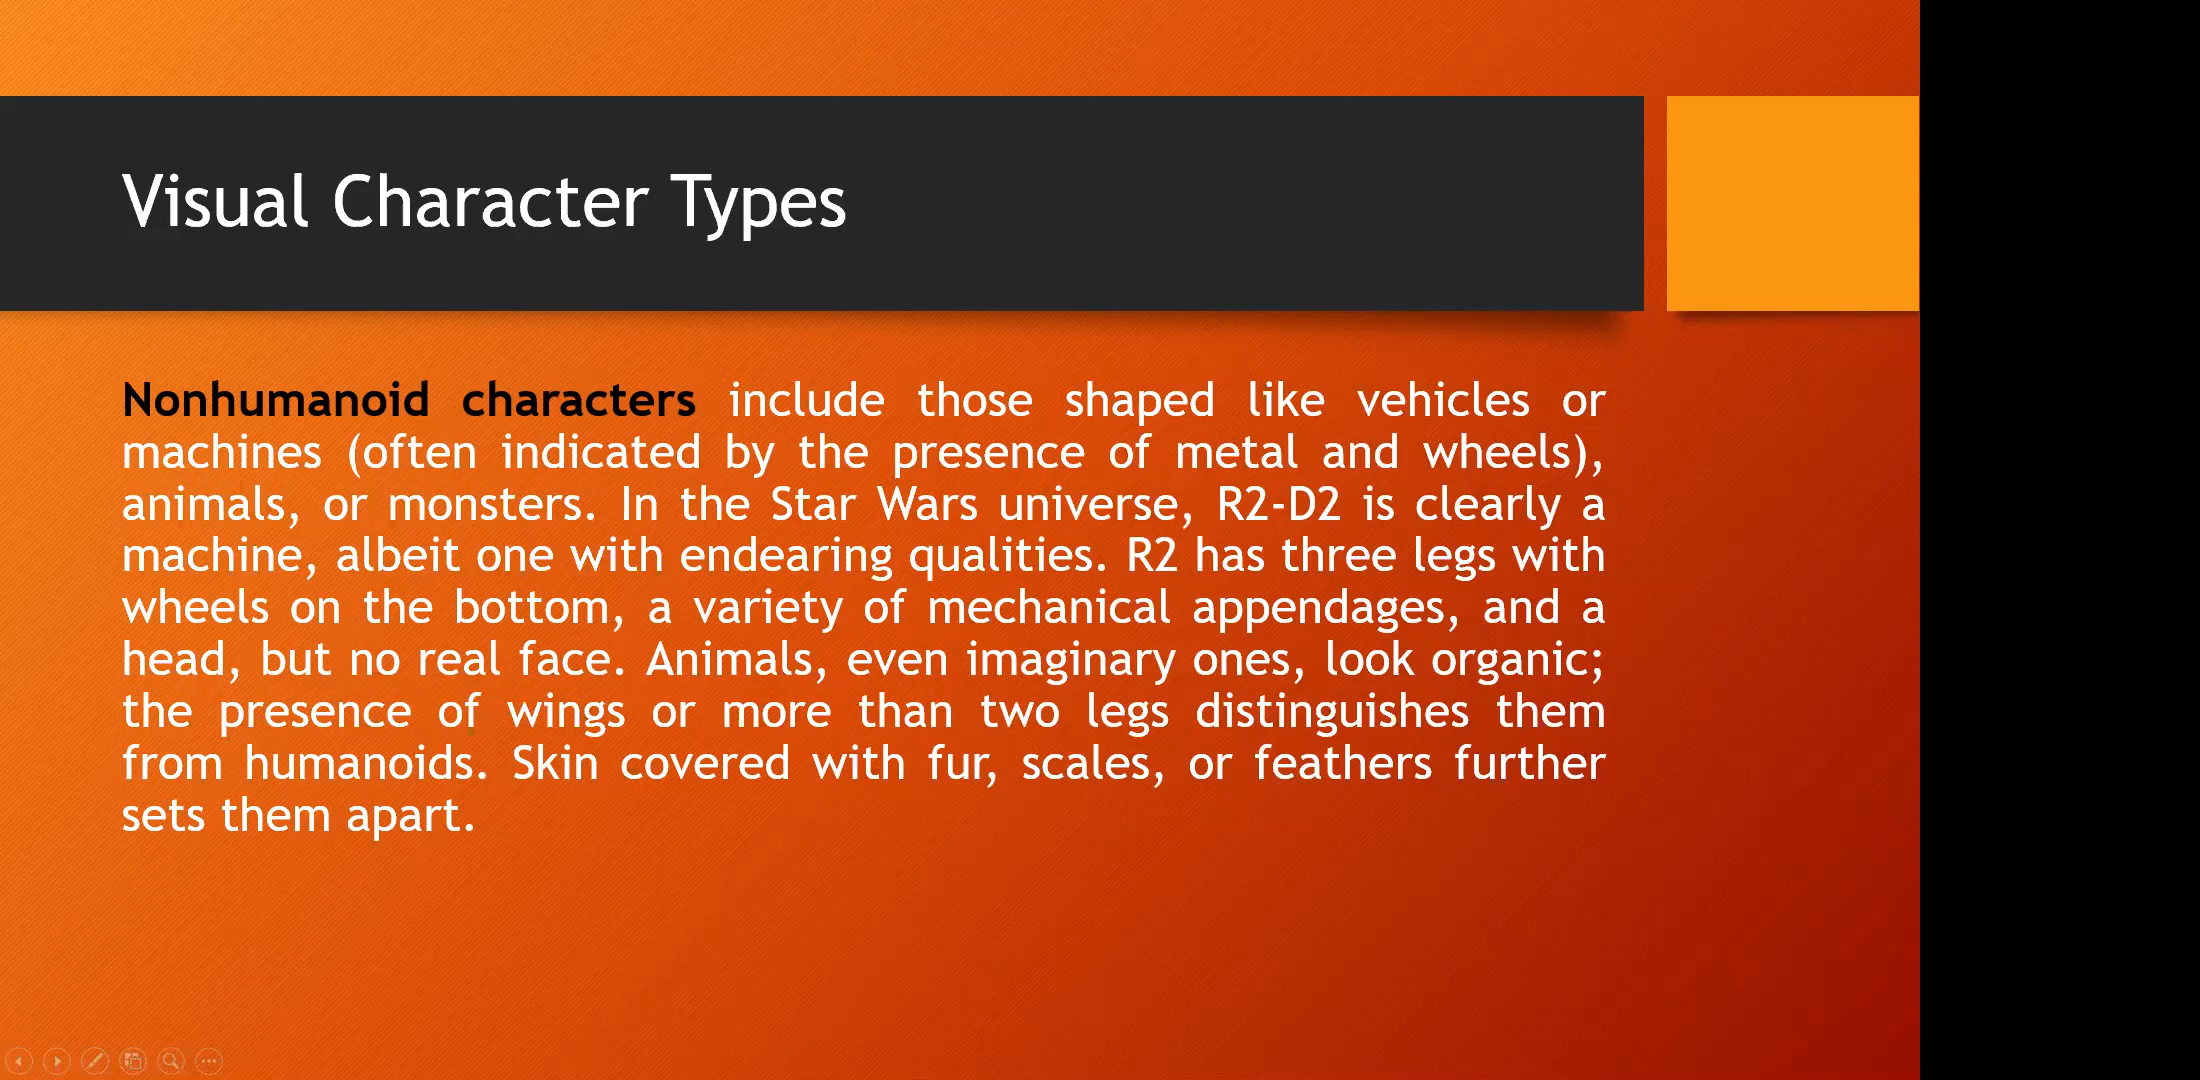 Visual Character Types
Nonhumanoid characters include those shaped like vehicles or
machines (often indicated by the presence of metal and wheels),
animals, or monsters. In the Star Wars universe, R2-D2 is clearly a
machine, albeit one with endearing qualities. R2 has three legs with
wheels on the bottom, a variety of mechanical appendages, and a
head, but no real face. Animals, even imaginary ones, look organic;
the presence of wings or more than two legs distinguishes them
from humanoids. Skin covered with fur, scales, or feathers further
sets them apart.